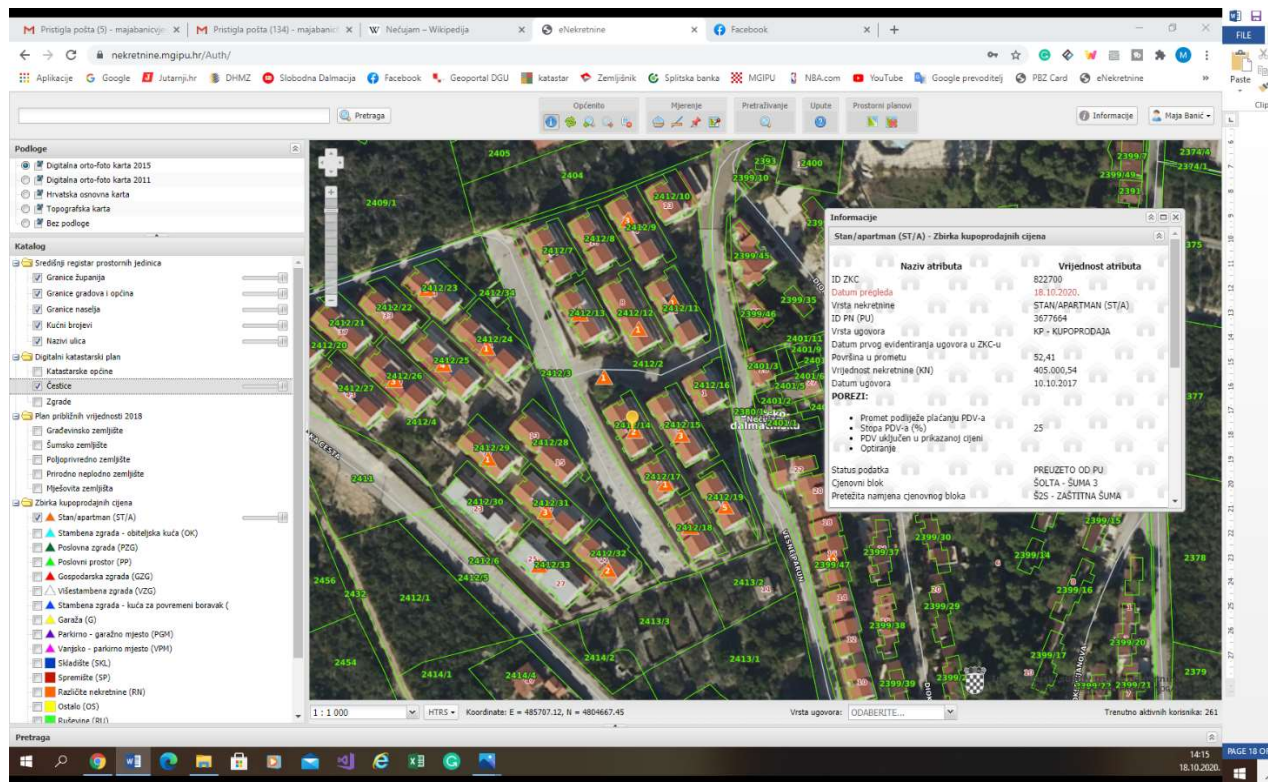 Pristigla pošta (5) - majabanicvje
Pristigla pošta (134) - majabanic
Nečujam – Wikipedija
eNekretnine
Facebook
FILE
nekretnine.mgipu.hr/Auth/
Aplikacije Google Jutarnji.hr DHMZ Slobodna Dalmacija Facebook Geoportal DGU katastar Zemljišnik Splitska banka MGIPU NBA.com YouTube Google prevoditelj PBZ Card eNekretnine
Paste
Clip
Pretraga
Općenito Mjerenje Pretraživanje Upute Prostorni planovi
Informacije Maja Banić
Podloge
Digitalna orto-foto karta 2015
Digitalna orto-foto karta 2011
Hrvatska osnovna karta
Topografska karta
Bez podloge
Katalog
Središnji registar prostornih jedinica
Granice županija
Granice gradova i općina
Granice naselja
Kućni brojevi
Nazivi ulica
Digitalni katastarski plan
Katastarske općine
Čestice
Zgrade
Plan približnih vrijednosti 2018
Građevinsko zemljište
Šumsko zemljište
Poljoprivredno zemljište
Prirodno neplodno zemljište
Mješovita zemljišta
Zbirka kupoprodajnih cijena
Stan/apartman (ST/A)
Stambena zgrada - obiteljska kuća (OK)
Poslovna zgrada (PZG)
Poslovni prostor (PP)
Gospodarska zgrada (GZG)
Višestambena zgrada (VZG)
Stambena zgrada - kuća za povremeni boravak (
Garaža (G)
Parkirno - garažno mjesto (PGM)
Vanjsko - parkirno mjesto (VPM)
Skladište (SKL)
Spremište (SP)
Različite nekretnine (RN)
Ostalo (OS)
Ruševine (RU)
2405
2404
2393
2400
2399/10
2399/7
2374/4
2374/1
2399/49
2391
2409/1
2412/10
2412/9
2412/8
2412/7
2399/45
2412/23
2412/34
2412/22
2412/21
2412/13
2412/12
2412/11
2399/35
2399/46
2412/20
2412/24
2412/25
2412/26
2412/27
2412/2
2412/3
2401/11
2401/9
2401/3
2401/6
2401/5
2401/2
2412/16
2412/14
2412/15
2412/4
2412/28
2412/29
2411
2412/17
2412/30
2412/31
2412/19
2412/18
2412/6
2412/5
2412/32
2412/33
2456
2432
2412/1
2413/2
2413/3
2413/1
2414/2
2454
2414/1
2414/4
VESNE PARUN
2399/47
2399/37
2399/30
2399/14
2399/15
2378
2399/16
2399/29
2399/38
2399/20
2399/17
2399/39
2399/21
2379
377
Informacije
Stan/apartman (ST/A) - Zbirka kupoprodajnih cijena
Naziv atributa Vrijednost atributa
ID ZKC 822700
Datum pregleda 18.10.2020.
Vrsta nekretnine STAN/APARTMAN (ST/A)
ID PN (PU) 3677664
Vrsta ugovora KP - KUPOPRODAJA
Datum prvog evidentiranja ugovora u ZKC-u
Površina u prometu 52,41
Vrijednost nekretnine (KN) 405.000,54
Datum ugovora 10.10.2017
POREZI:
• Promet podliježe plaćanju PDV-a
• Stopa PDV-a (%) 25
• PDV uključen u prikazanoj cijeni
• Optiranje
Status podatka PREUZETO OD PU
Cjenovni blok ŠOLTA - ŠUMA 3
Pretežita namjena cjenovnog bloka Š2S - ZAŠTITNA ŠUMA
1 : 1 000 HTRS Koordinate: E = 485707.12, N = 4804667.45 Vrsta ugovora: ODABERITE... Trenutno aktivnih korisnika: 261
Pretraga
14:15
18.10.2020.
PAGE 18 OF